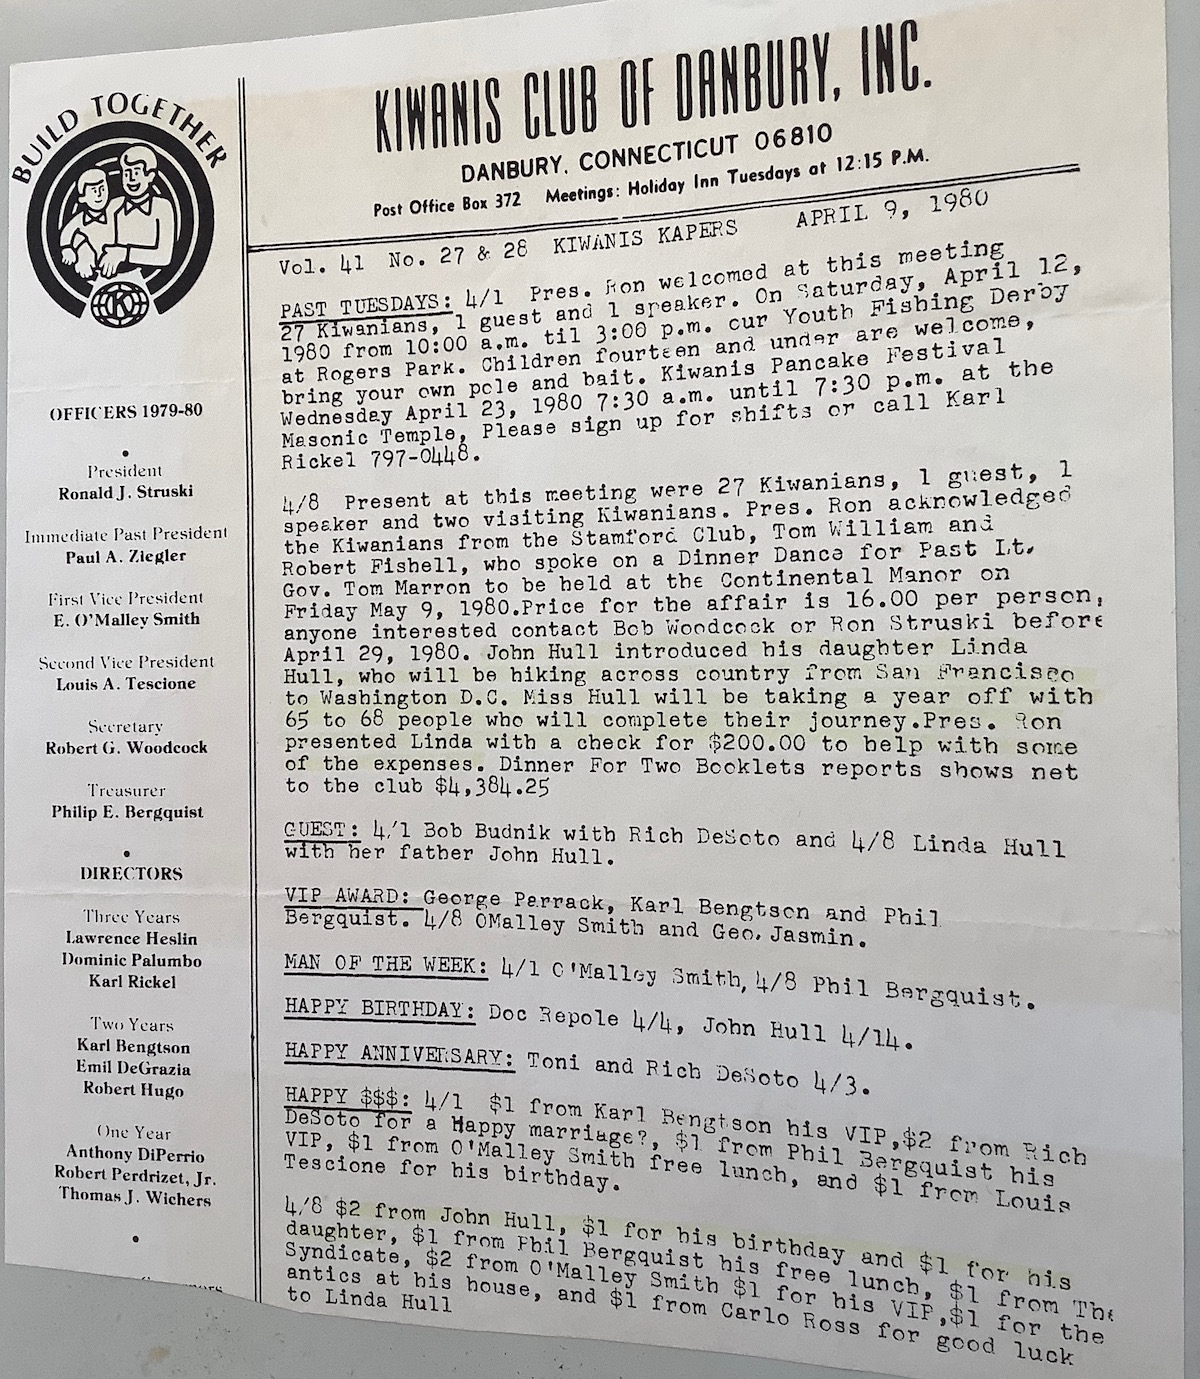 BUILD TOGETHER
K
KIWANIS CLUB OF DANBURY, INC.
DANBURY, CONNECTICUT 06810
Post Office Box 372 Meetings: Holiday Inn Tuesdays at 12:15 P.M.
OFFICERS 1979-80
President
Ronald J. Struski
Immediate Past President
Paul A. Ziegler
First Vice President
E. O'Malley Smith
Second Vice President
Louis A. Tescione
Secretary
Robert G. Woodcock
Treasurer
Philip E. Bergquist
DIRECTORS
Three Years
Lawrence Heslin
Dominic Palumbo
Karl Rickel
Two Years
Karl Bengtson
Emil DeGrazia
Robert Hugo
One Year
Anthony DiPerrio
Robert Perdrizet, Jr.
Thomas J. Wichers
Vol. 41 No. 27 & 28 KIWANIS KAPERS APRIL 9, 1980
PAST TUESDAYS: 4/1 Pres. Ron welcomed at this meeting
27 Kiwanians, 1 guest and 1 speaker. On Saturday, April 12,
1980 from 10:00 a.m. til 3:00 p.m. cur Youth Fishing Derby
at Rogers Park. Children fourteen and under are welcome,
bring your own pole and bait. Kiwanis Pancake Festival
Wednesday April 23, 1980 7:30 a.m. until 7:30 p.m. at the
Masonic Temple, Please sign up for shifts or call Karl
Rickel 797-0448.
4/8 Present at this meeting were 27 Kiwanians, 1 guest, 1
speaker and two visiting Kiwanians. Pres. Ron acknowledged
the Kiwanians from the Stamford Club, Tom William and
Robert Fishell, who spoke on a Dinner Dance for Past Lt.
Gov. Tom Marron to be held at the Continental Manor on
Friday May 9, 1980.Price for the affair is 16.00 per person,
anyone interested contact Bob Woodcock or Ron Struski before
April 29, 1980. John Hull introduced his daughter Linda
Hull, who will be hiking across country from San Francisco
to Washington D.C. Miss Hull will be taking a year off with
65 to 68 people who will complete their journey.Pres. Ron
presented Linda with a check for $200.00 to help with some
of the expenses. Dinner For Two Booklets reports shows net
to the club $4,384.25
GUEST: 4/1 Bob Budnik with Rich DeSoto and 4/8 Linda Hull
with her father John Hull.
VIP AWARD: George Perrack, Karl Bengtson and Phil
Bergquist. 4/8 OMalley Smith and Geo. Jasmin.
MAN OF THE WEEK: 4/1 O'Malley Smith, 4/8 Phil Bergquist.
HAPPY BIRTHDAY: Doc Repole 4/4, John Hull 4/14.
HAPPY ANNIVERSARY: Toni and Rich DeSoto 4/3.
HAPPY $$$: 4/1 $1 from Karl Bengtson his VIP,$2 from Rich
DeSoto for a Happy marriage?, $1 from Phil Bergquist his
VIP, $1 from O'Malley Smith free lunch, and $1 from Louis
Tescione for his birthday.
4/8 $2 from John Hull, $1 for his birthday and $1 for his
daughter, $1 from Phil Bergquist his free lunch, $1 from The
Syndicate, $2 from O'Malley Smith $1 for his VIP,$1 for the
antics at his house, and $1 from Carlo Ross for good luck
to Linda Hull